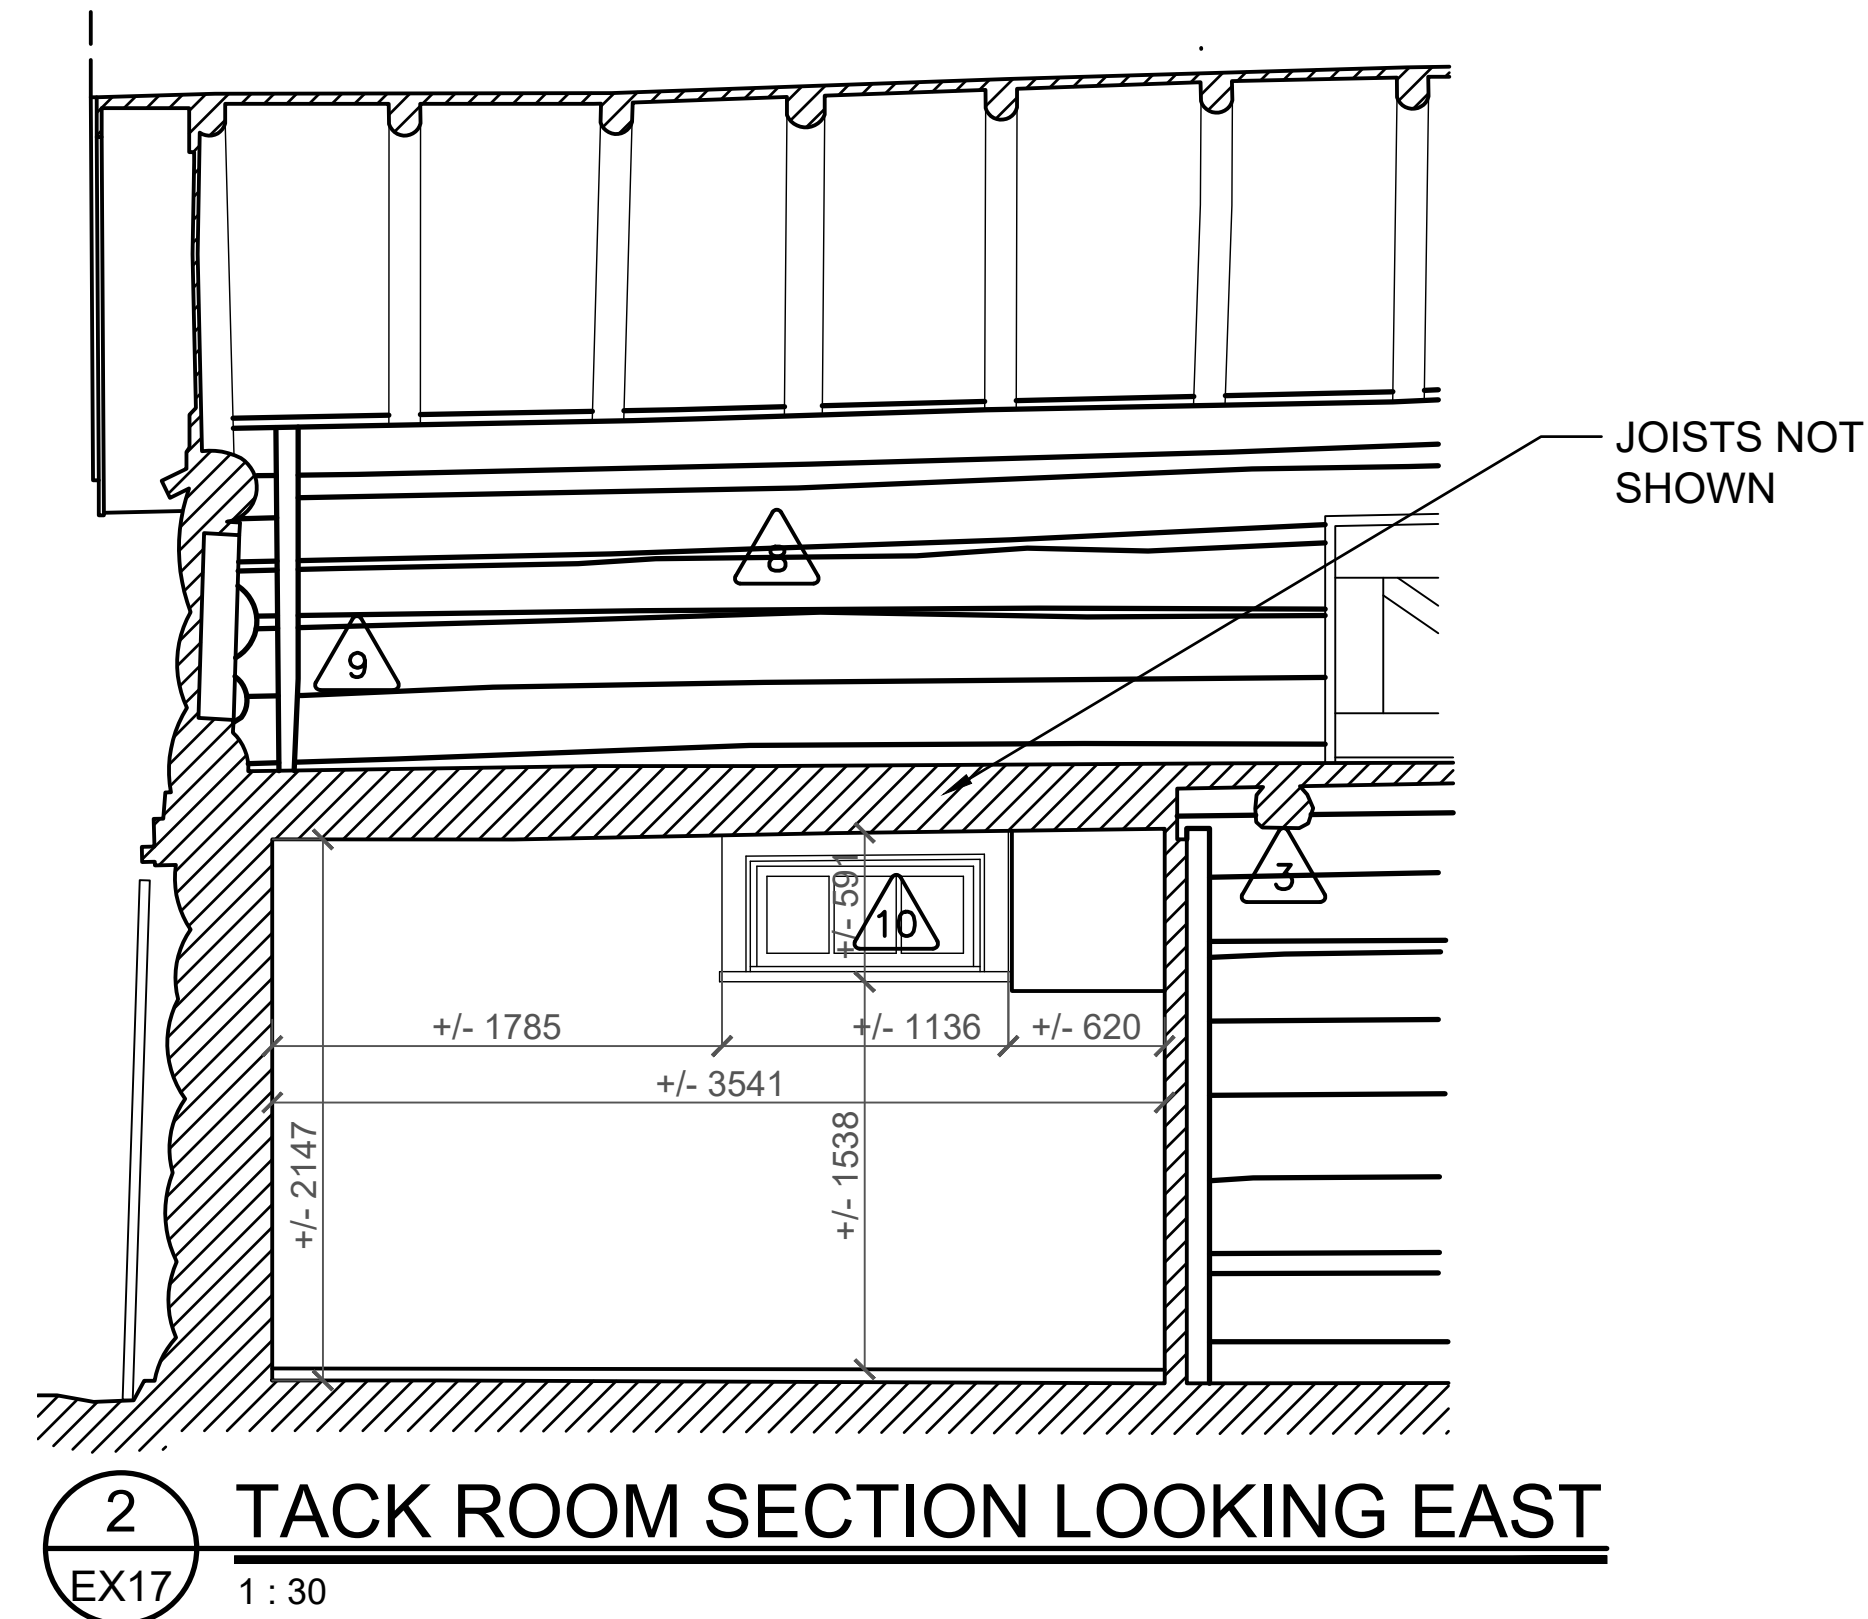 JOISTS NOT
SHOWN
8
9
3
10
+/- 591
+/- 1785
+/- 1136
+/- 620
+/- 3541
+/- 2147
+/- 1538
2
EX17
TACK ROOM SECTION LOOKING EAST
1 : 30